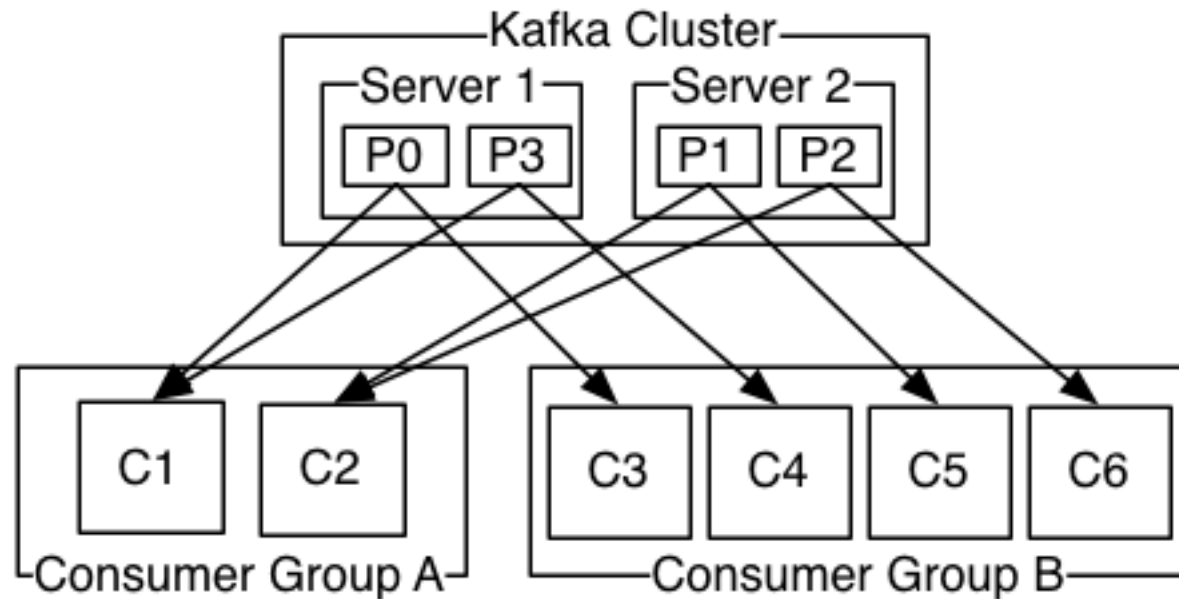 Kafka Cluster
Server 1
Server 2
P0
P3
P1
P2
C1
C2
C3
C4
C5
C6
Consumer Group A
Consumer Group B